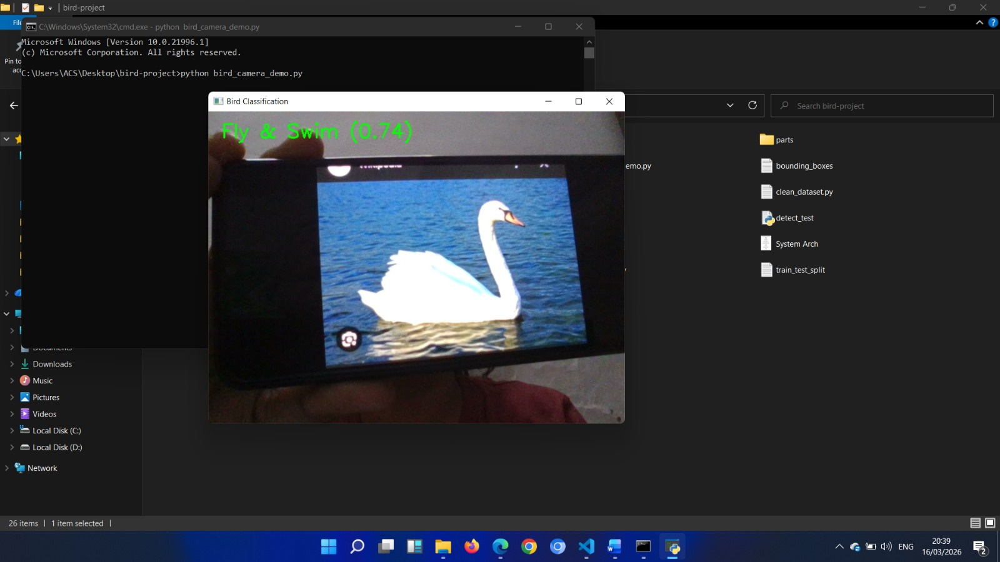 bird-project
File
C:\Windows\System32\cmd.exe - python  bird_camera_demo.py
Microsoft Windows [Version 10.0.21996.1]
(c) Microsoft Corporation. All rights reserved.
Pin to
acc
C:\Users\ACS\Desktop\bird-project>python bird_camera_demo.py
Bird Classification
Search bird-project
Fly & Swim (0.74)
Wikipedia
parts
emo.py
bounding_boxes
clean_dataset.py
detect_test
System Arch
train_test_split
Documents
Downloads
Music
Pictures
Videos
Local Disk (C:)
Local Disk (D:)
Network
26 items
1 item selected
ENG
20:39
16/03/2026
2